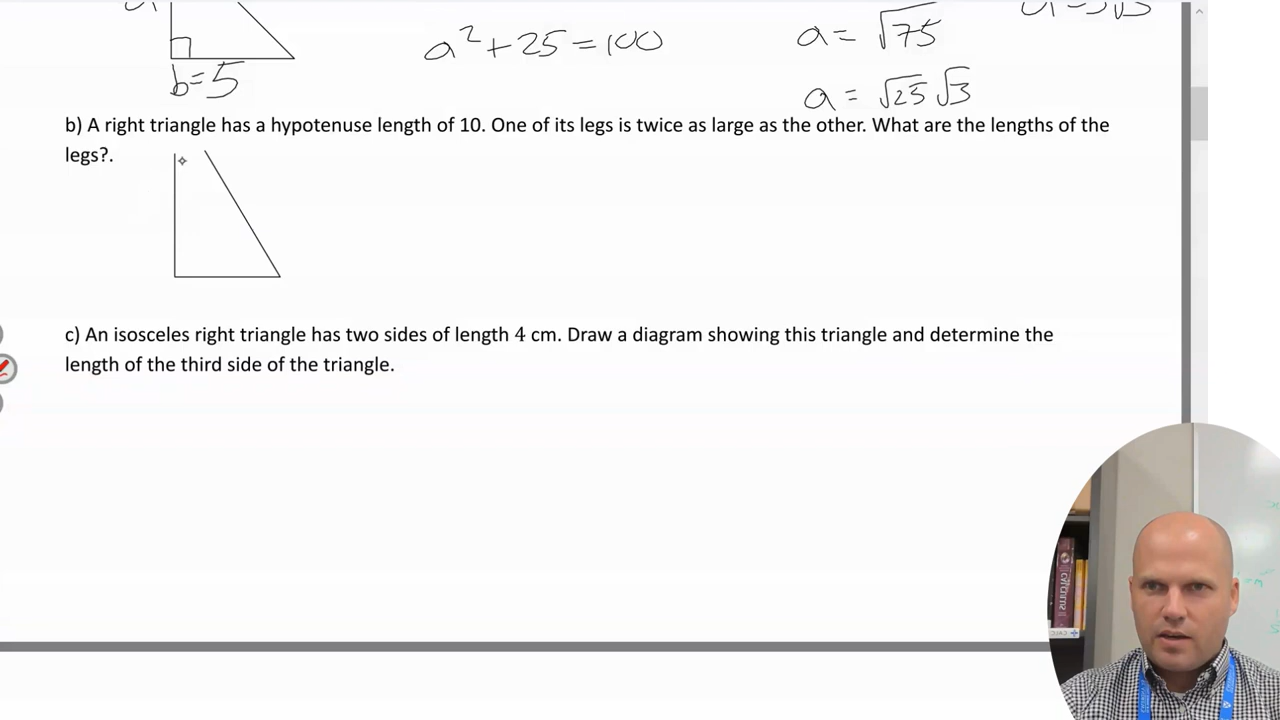 a² + 25 = 100
a = √75
b = 5
a = √25 √3
b) A right triangle has a hypotenuse length of 10. One of its legs is twice as large as the other. What are the lengths of the
legs?.
c) An isosceles right triangle has two sides of length 4 cm. Draw a diagram showing this triangle and determine the
length of the third side of the triangle.